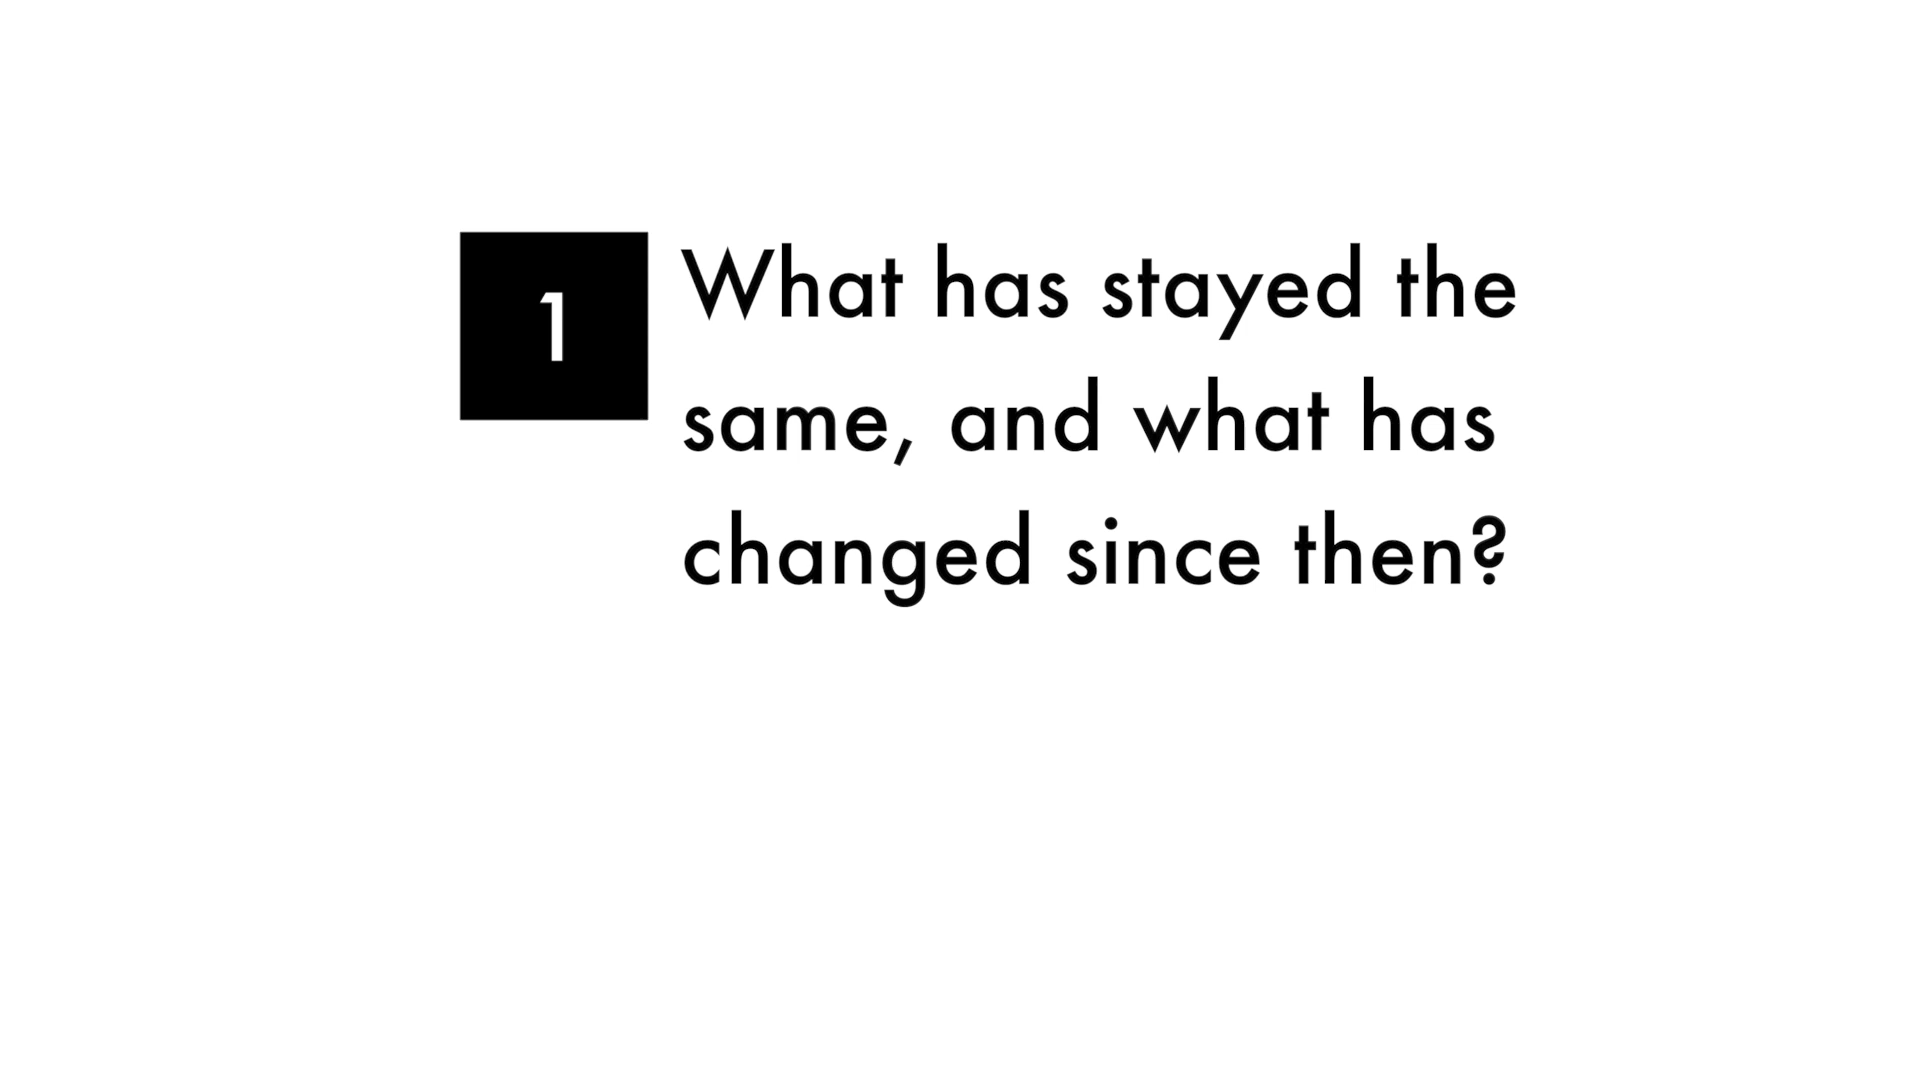 1
What has stayed the
same, and what has
changed since then?